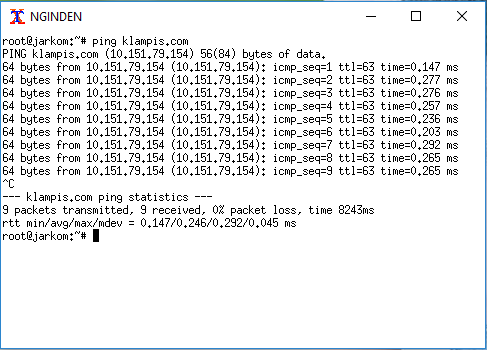 NGINDEN
root@jarkom:~# ping klampis.com
PING klampis.com (10.151.79.154) 56(84) bytes of data.
64 bytes from 10.151.79.154 (10.151.79.154): icmp_seq=1 ttl=63 time=0.147 ms
64 bytes from 10.151.79.154 (10.151.79.154): icmp_seq=2 ttl=63 time=0.277 ms
64 bytes from 10.151.79.154 (10.151.79.154): icmp_seq=3 ttl=63 time=0.276 ms
64 bytes from 10.151.79.154 (10.151.79.154): icmp_seq=4 ttl=63 time=0.257 ms
64 bytes from 10.151.79.154 (10.151.79.154): icmp_seq=5 ttl=63 time=0.236 ms
64 bytes from 10.151.79.154 (10.151.79.154): icmp_seq=6 ttl=63 time=0.203 ms
64 bytes from 10.151.79.154 (10.151.79.154): icmp_seq=7 ttl=63 time=0.292 ms
64 bytes from 10.151.79.154 (10.151.79.154): icmp_seq=8 ttl=63 time=0.265 ms
64 bytes from 10.151.79.154 (10.151.79.154): icmp_seq=9 ttl=63 time=0.265 ms
^C
--- klampis.com ping statistics ---
9 packets transmitted, 9 received, 0% packet loss, time 8243ms
rtt min/avg/max/mdev = 0.147/0.246/0.292/0.045 ms
root@jarkom:~#